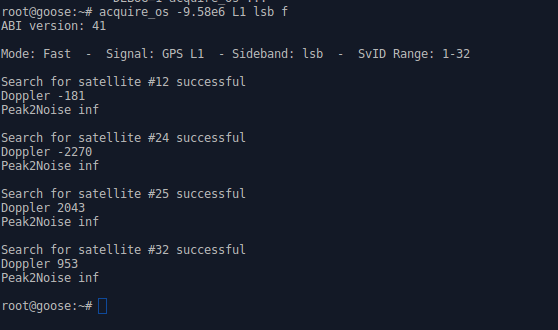 root@goose:~# acquire_os -9.58e6 L1 lsb f
ABI version: 41
Mode: Fast  -  Signal: GPS L1  - Sideband: lsb  -  SvID Range: 1-32
Search for satellite #12 successful
Doppler -181
Peak2Noise inf
Search for satellite #24 successful
Doppler -2270
Peak2Noise inf
Search for satellite #25 successful
Doppler 2043
Peak2Noise inf
Search for satellite #32 successful
Doppler 953
Peak2Noise inf
root@goose:~#